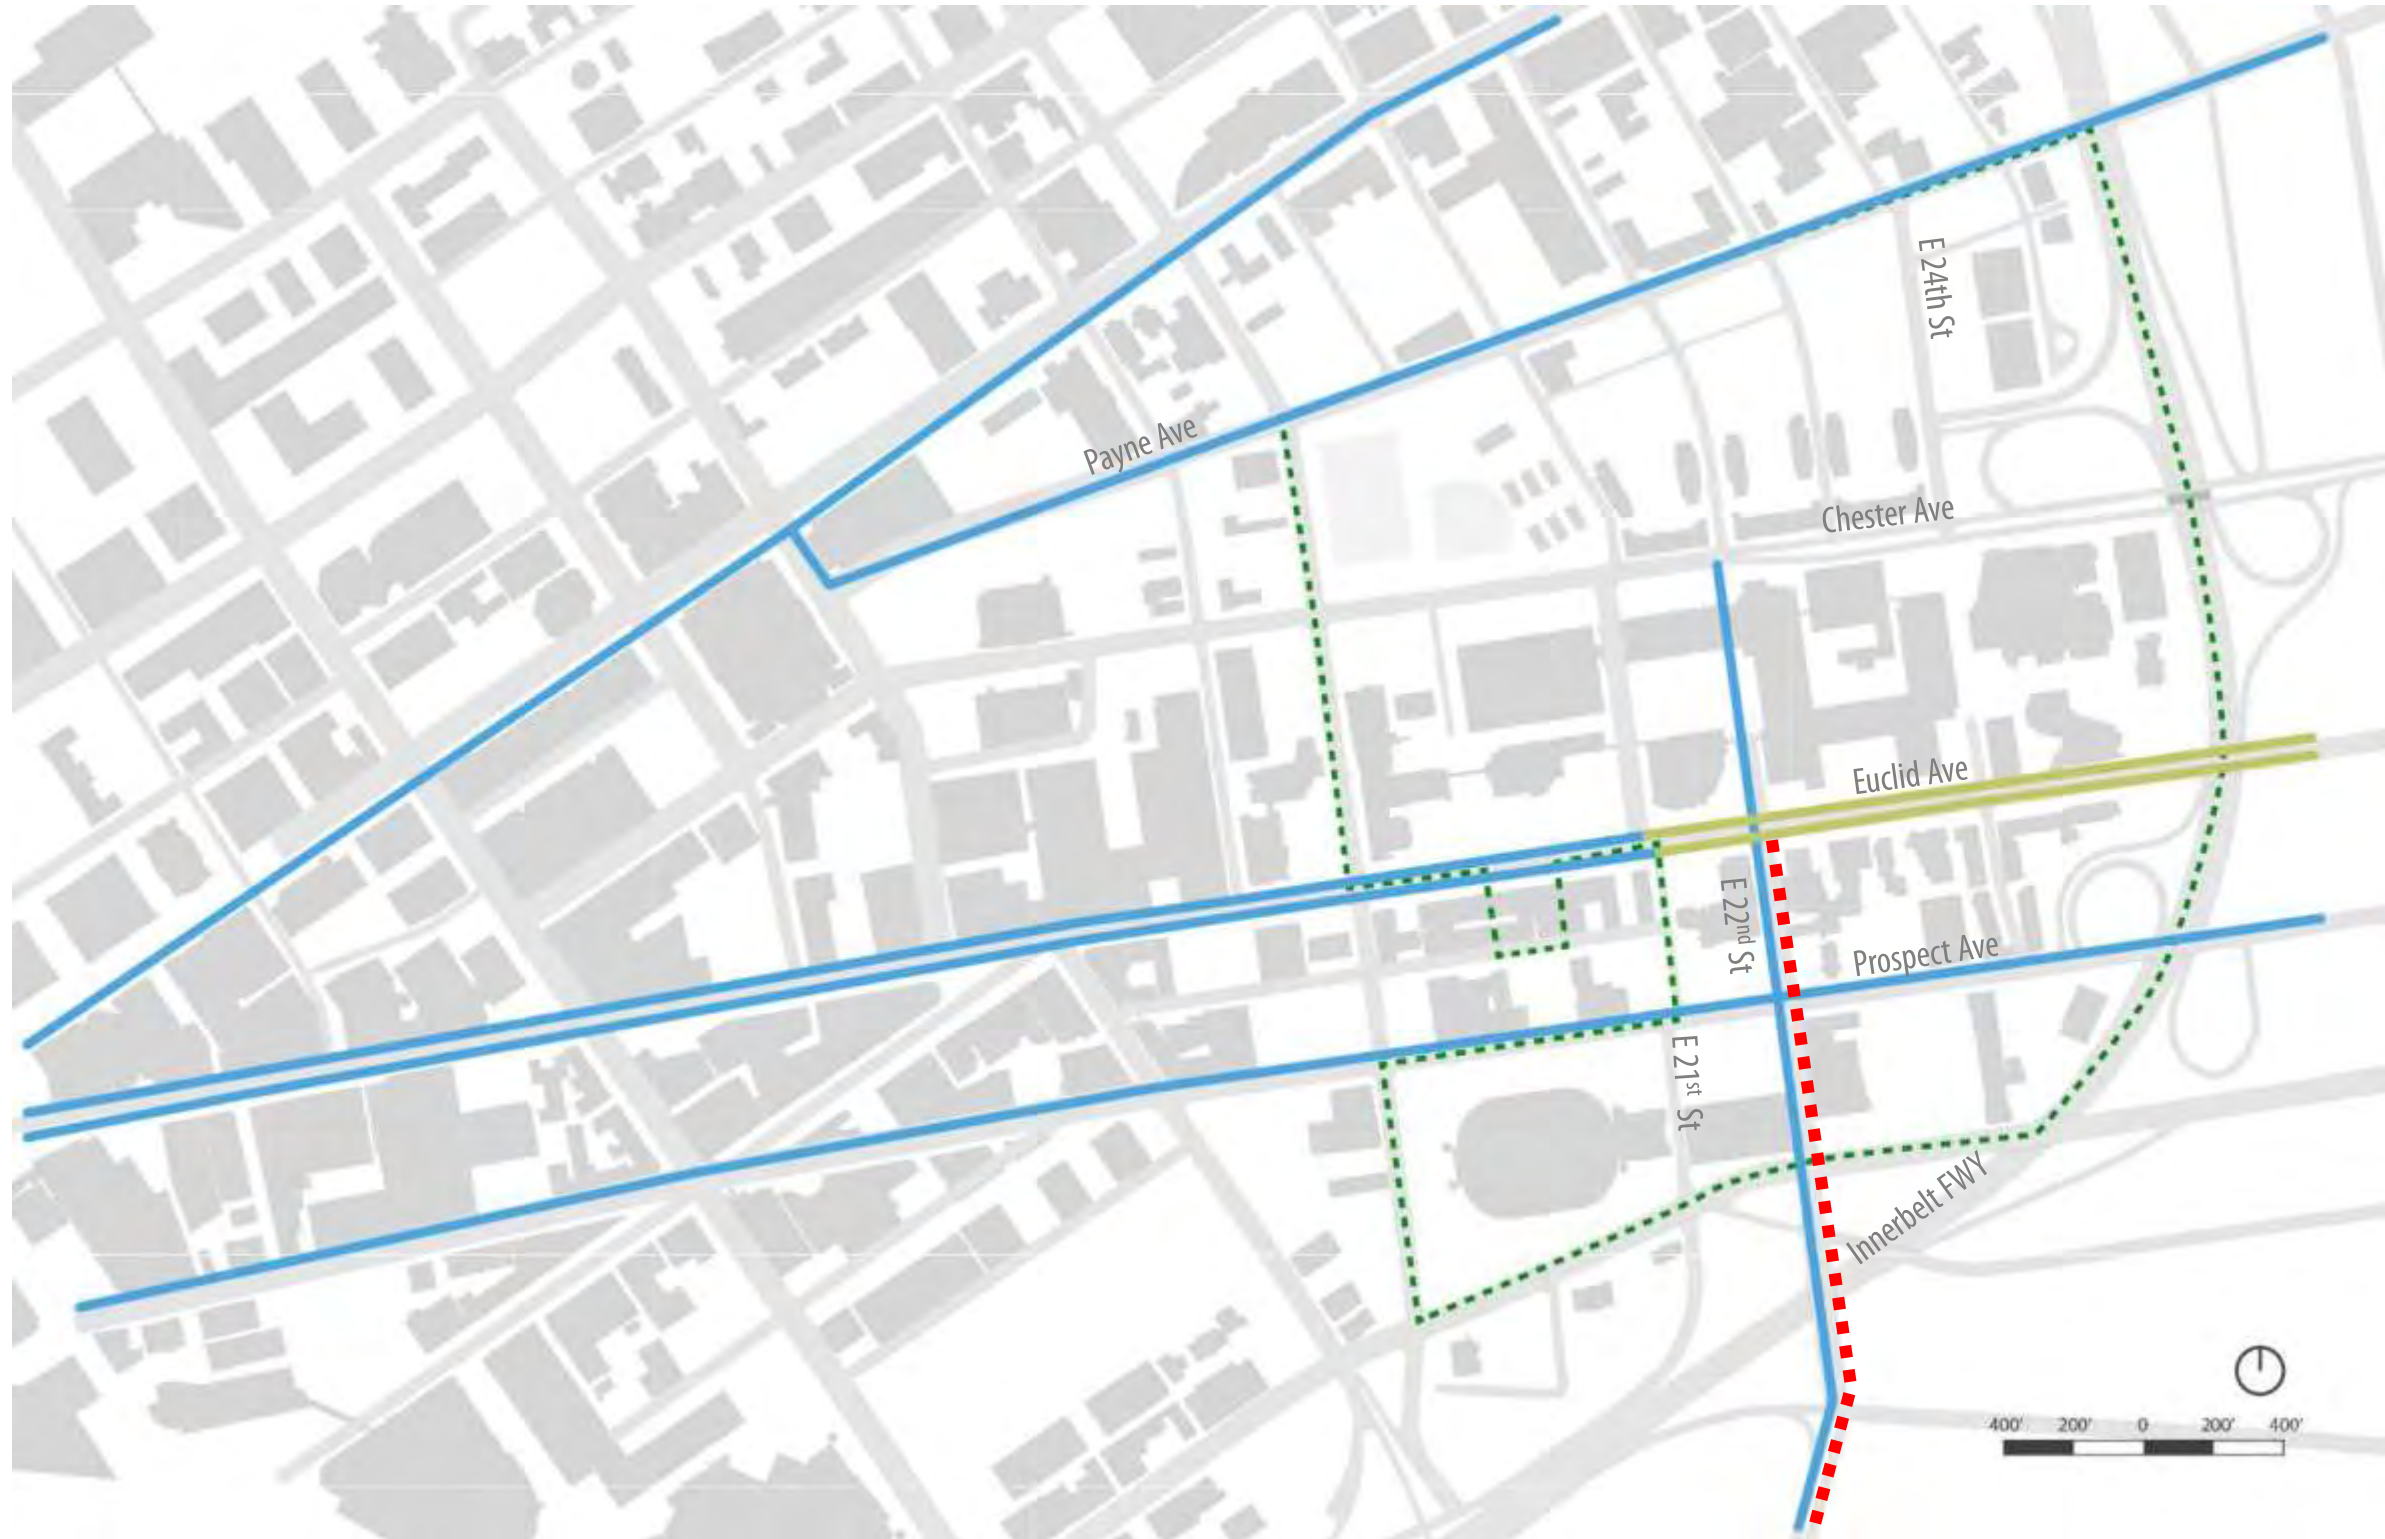 E 24th St
Payne Ave
Chester Ave
Euclid Ave
E 22nd St
Prospect Ave
E 21st St
Innerbelt FWY
400' 200' 0 200' 400'